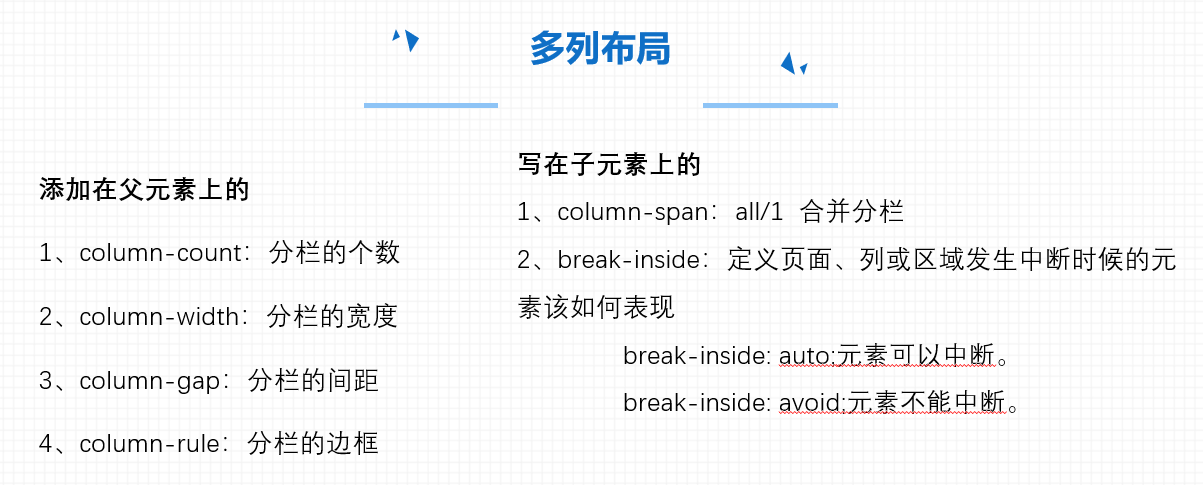 多列布局
添加在父元素上的
1、column-count：分栏的个数
2、column-width：分栏的宽度
3、column-gap：分栏的间距
4、column-rule：分栏的边框
写在子元素上的
1、column-span：all/1 合并分栏
2、break-inside：定义页面、列或区域发生中断时候的元
素该如何表现
break-inside: auto;元素可以中断。
break-inside: avoid;元素不能中断。